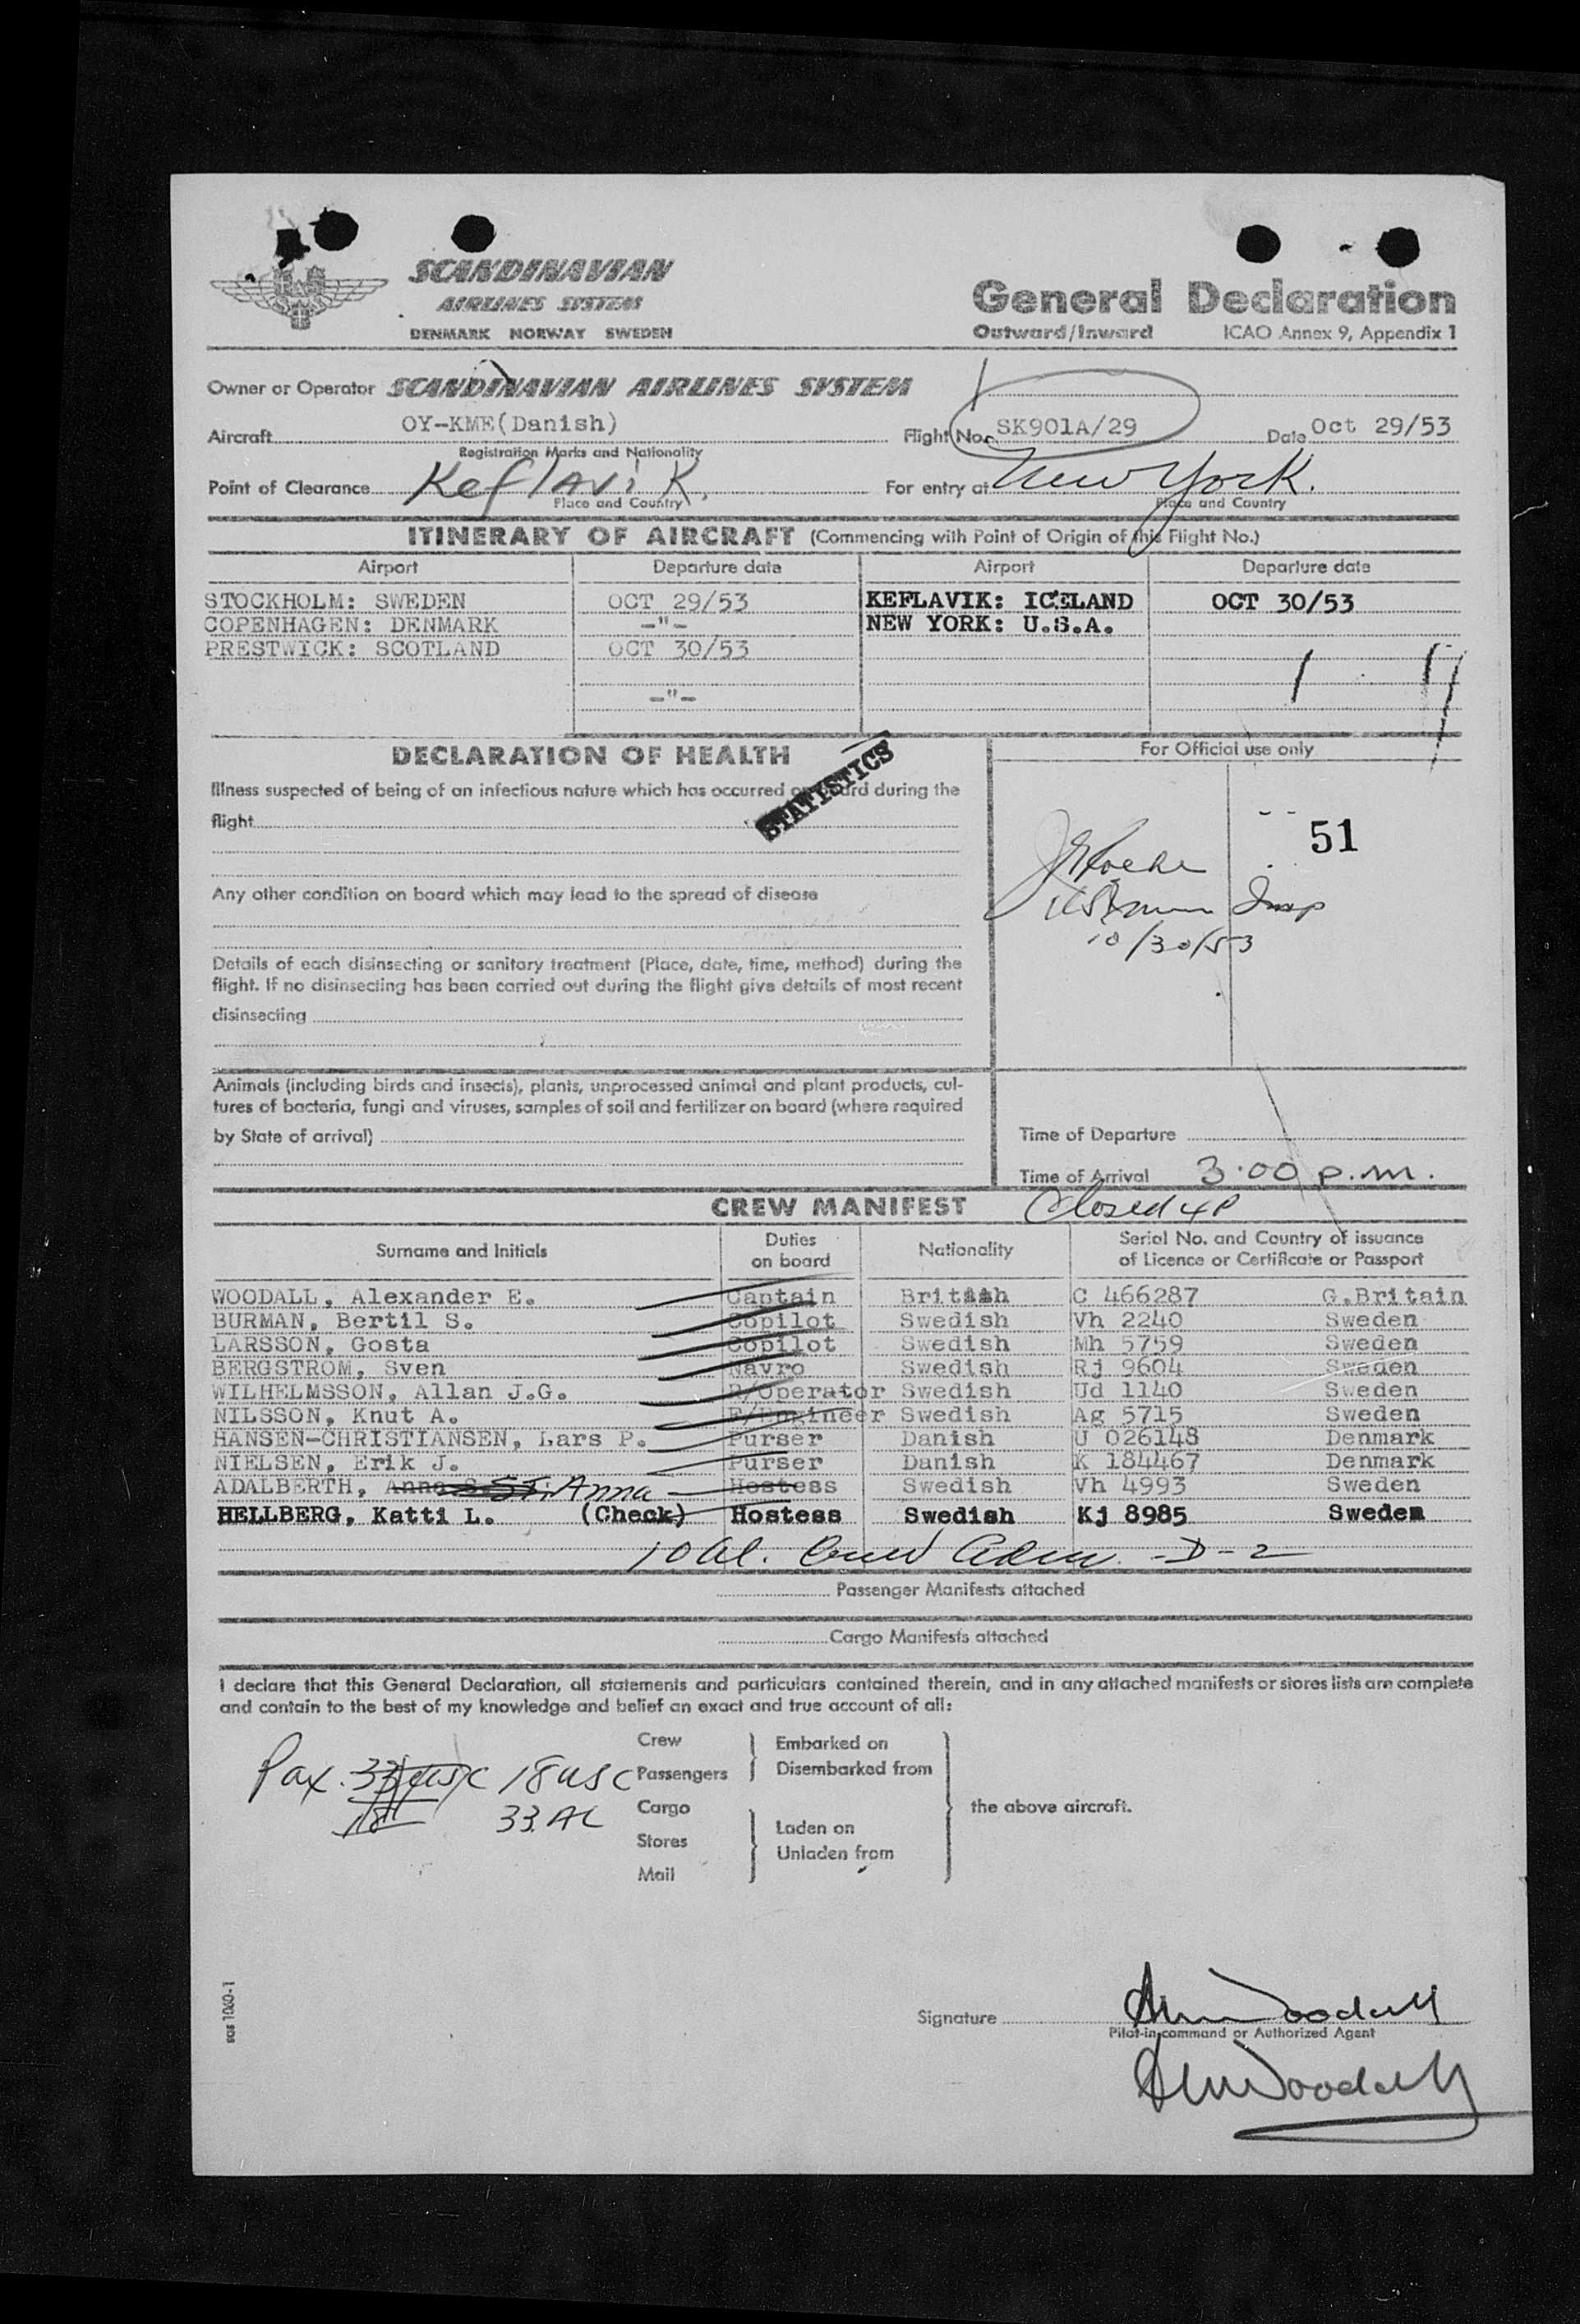 SCANDINAVIAN
AIRLINES SYSTEM
DENMARK NORWAY SWEDEN
General Declaration
Outward/Inward ICAO Annex 9, Appendix 1
Owner or Operator SCANDINAVIAN AIRLINES SYSTEM
Aircraft OY-KME(Danish) Flight No. SK901A/29 Date Oct 29/53
Registration Marks and Nationality
Point of Clearance Keflavik. For entry at New York.
Place and Country Place and Country
ITINERARY OF AIRCRAFT (Commencing with Point of Origin of this Flight No.)
Airport Departure date Airport Departure date
STOCKHOLM: SWEDEN OCT 29/53 KEFLAVIK: ICELAND OCT 30/53
COPENHAGEN: DENMARK -"- NEW YORK: U.S.A.
PRESTWICK: SCOTLAND OCT 30/53
-"-
DECLARATION OF HEALTH
For Official use only
STATISTICS
Illness suspected of being of an infectious nature which has occurred on board during the
flight
51
Any other condition on board which may lead to the spread of disease
Insp
10/30/53
Details of each disinsecting or sanitary treatment (Place, date, time, method) during the
flight. If no disinsecting has been carried out during the flight give details of most recent
disinsecting
Animals (including birds and insects), plants, unprocessed animal and plant products, cul-
tures of bacteria, fungi and viruses, samples of soil and fertilizer on board (where required
by State of arrival)
Time of Departure
Time of Arrival 3:00 p.m.
CREW MANIFEST Closed 4P
Surname and Initials Duties on board Nationality Serial No. and Country of issuance of Licence or Certificate or Passport
WOODALL, Alexander E. Captain British C 466287 G.Britain
BURMAN, Bertil S. Copilot Swedish Vh 2240 Sweden
LARSSON, Gosta Copilot Swedish Mh 5759 Sweden
BERGSTROM, Sven Navro Swedish Rj 9604 Sweden
WILHELMSSON, Allan J.G. R/Operator Swedish Ud 1140 Sweden
NILSSON, Knut A. F/Engineer Swedish Ag 5715 Sweden
HANSEN-CHRISTIANSEN, Lars P. Purser Danish U 026148 Denmark
NIELSEN, Erik J. Purser Danish K 184467 Denmark
ADALBERTH, Anna Hostess Swedish Vh 4993 Sweden
HELLBERG, Katti L. (Check) Hostess Swedish Kj 8985 Sweden
10 al. Crew Adm. -D-2
Passenger Manifests attached
Cargo Manifests attached
I declare that this General Declaration, all statements and particulars contained therein, and in any attached manifests or stores lists are complete
and contain to the best of my knowledge and belief an exact and true account of all:
Crew Embarked on
Pax. 33 USC 18 USC Passengers Disembarked from
18 33 AL Cargo the above aircraft.
Laden on
Stores
Unladen from
Mail
sas 1040-1
Signature
Pilot-in-command or Authorized Agent